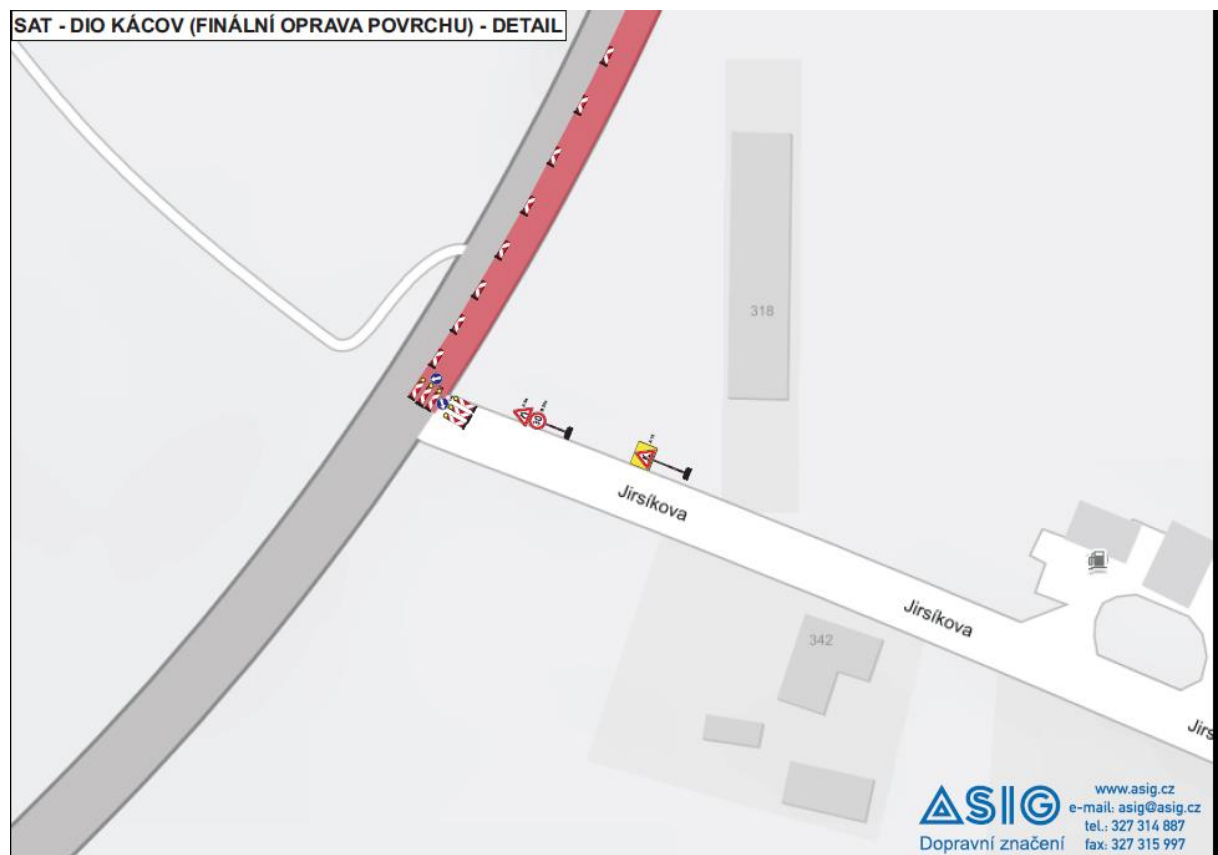 SAT - DIO KÁCOV (FINÁLNÍ OPRAVA POVRCHU) - DETAIL
318
30
Jirsíkova
Jirsíkova
342
Jirs
ASIG
Dopravní značení
www.asig.cz
e-mail: asig@asig.cz
tel.: 327 314 887
fax: 327 315 997